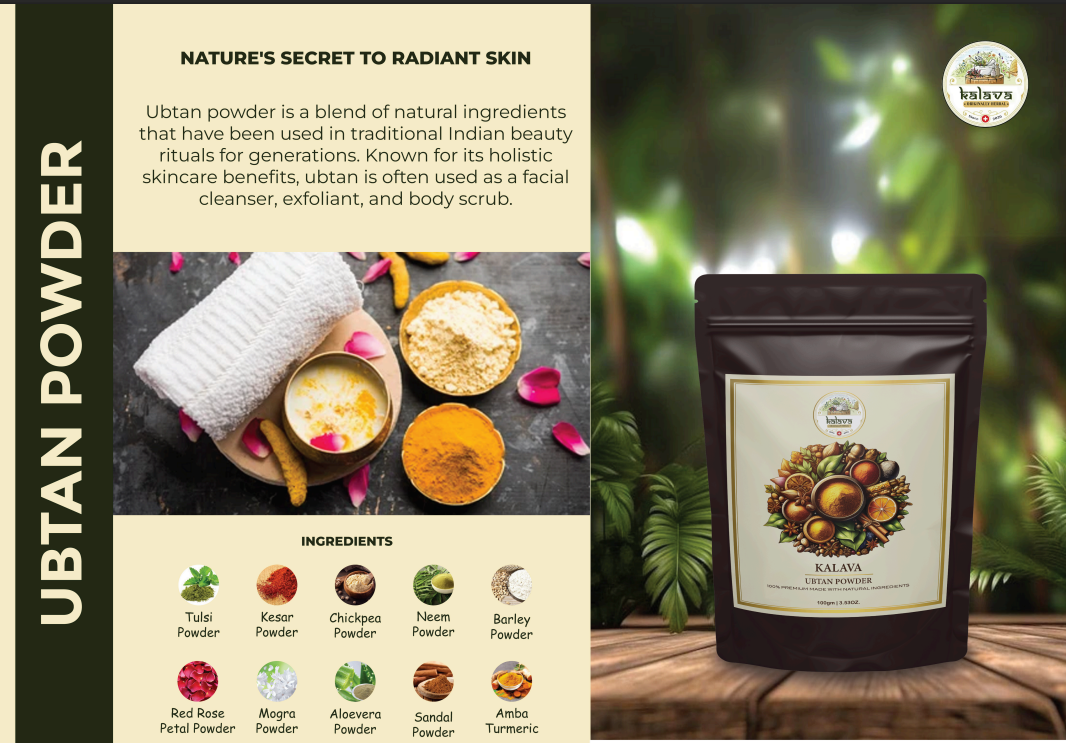 UBTAN POWDER
NATURE'S SECRET TO RADIANT SKIN
Ubtan powder is a blend of natural ingredients
that have been used in traditional Indian beauty
rituals for generations. Known for its holistic
skincare benefits, ubtan is often used as a facial
cleanser, exfoliant, and body scrub.
INGREDIENTS
Tulsi
Powder
Kesar
Powder
Chickpea
Powder
Neem
Powder
Barley
Powder
Red Rose
Petal Powder
Mogra
Powder
Aloevera
Powder
Sandal
Powder
Amba
Turmeric
kalava
ORIGINALLY HERBAL
kalava
KALAVA
UBTAN POWDER
100% PREMIUM MADE WITH NATURAL INGREDIENTS
100gm | 3.53OZ.